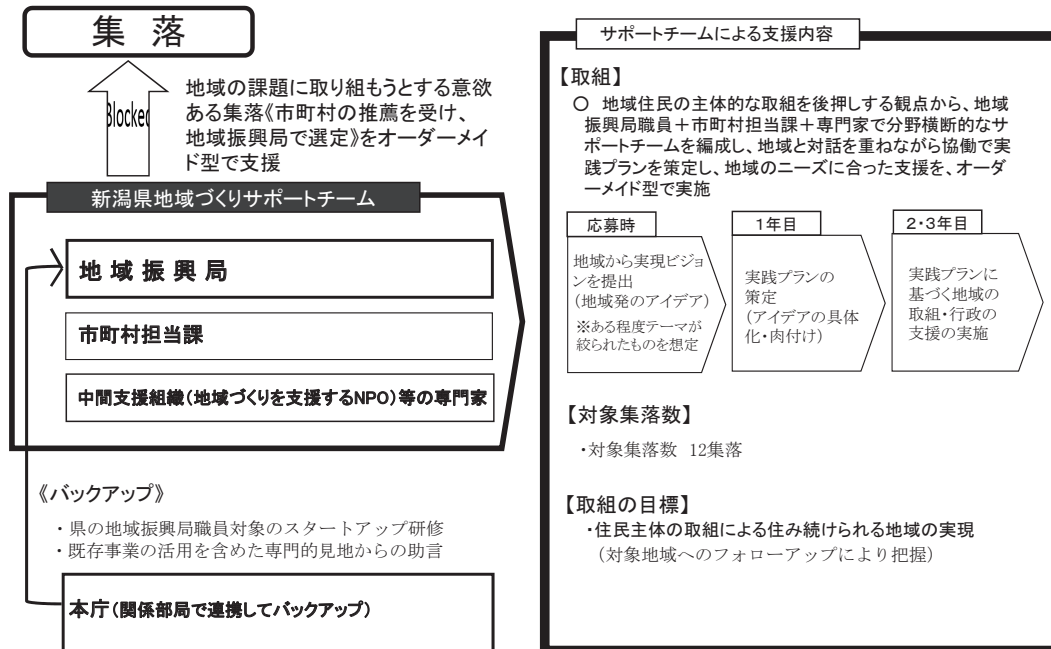 集 落
Blocked
地域の課題に取り組もうとする意欲
ある集落《市町村の推薦を受け、
地域振興局で選定》をオーダーメイ
ド型で支援
新潟県地域づくりサポートチーム
地 域 振 興 局
市町村担当課
中間支援組織(地域づくりを支援するNPO)等の専門家
《バックアップ》
・県の地域振興局職員対象のスタートアップ研修
・既存事業の活用を含めた専門的見地からの助言
本庁(関係部局で連携してバックアップ)
サポートチームによる支援内容
【取組】
○ 地域住民の主体的な取組を後押しする観点から、地域
振興局職員+市町村担当課+専門家で分野横断的なサ
ポートチームを編成し、地域と対話を重ねながら協働で実
践プランを策定し、地域のニーズに合った支援を、オーダ
ーメイド型で実施
応募時
地域から実現ビジョ
ンを提出
(地域発のアイデア)
※ある程度テーマが
絞られたものを想定
1年目
実践プランの
策定
(アイデアの具体
化・肉付け)
2・3年目
実践プランに
基づく地域の
取組・行政の
支援の実施
【対象集落数】
・対象集落数 12集落
【取組の目標】
・住民主体の取組による住み続けられる地域の実現
(対象地域へのフォローアップにより把握)